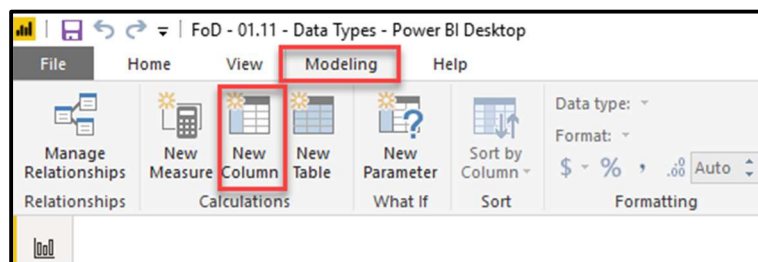 FoD - 01.11 - Data Types - Power BI Desktop
File Home View Modeling Help
Manage Relationships
New Measure
New Column
New Table
New Parameter
Sort by Column
Data type:
Format:
$ % , .00 Auto
Relationships Calculations What If Sort Formatting